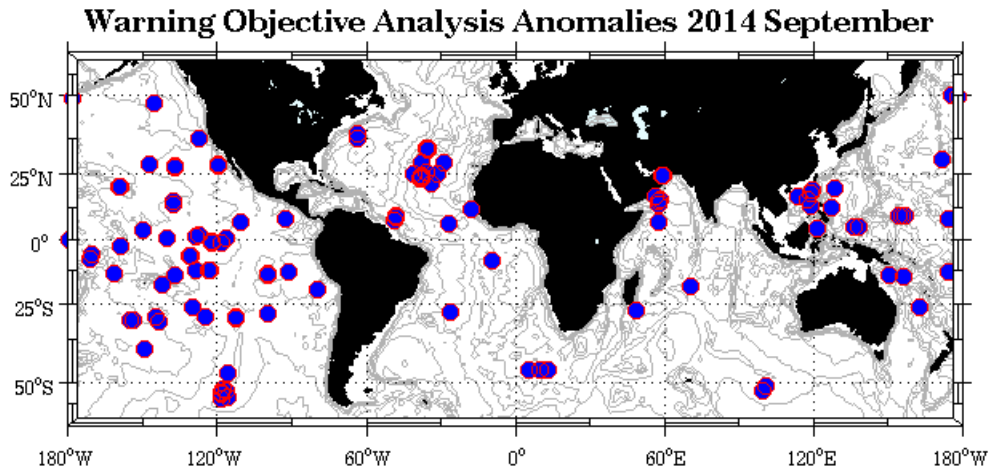 Warning Objective Analysis Anomalies 2014 September
50°N
25°N
0°
25°S
50°S
180°W 120°W 60°W 0° 60°E 120°E 180°W